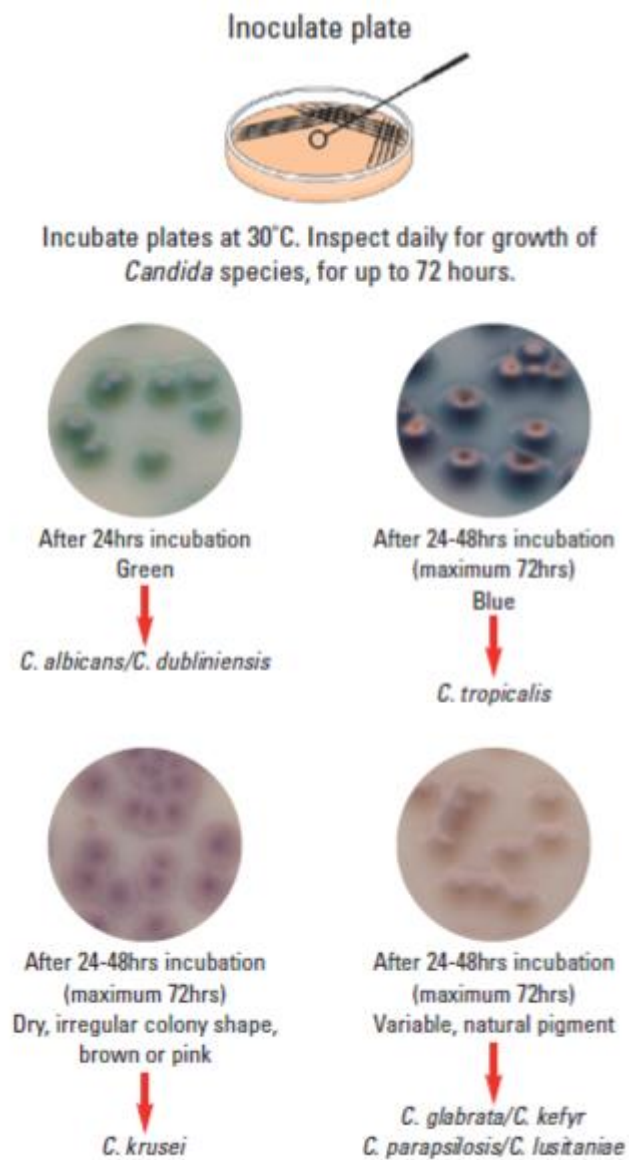 Inoculate plate
Incubate plates at 30˚C. Inspect daily for growth of
Candida species, for up to 72 hours.
After 24hrs incubation
Green
C. albicans/C. dubliniensis
After 24-48hrs incubation
(maximum 72hrs)
Blue
C. tropicalis
After 24-48hrs incubation
(maximum 72hrs)
Dry, irregular colony shape,
brown or pink
C. krusei
After 24-48hrs incubation
(maximum 72hrs)
Variable, natural pigment
C. glabrata/C. kefyr
C. parapsilosis/C. lusitaniae